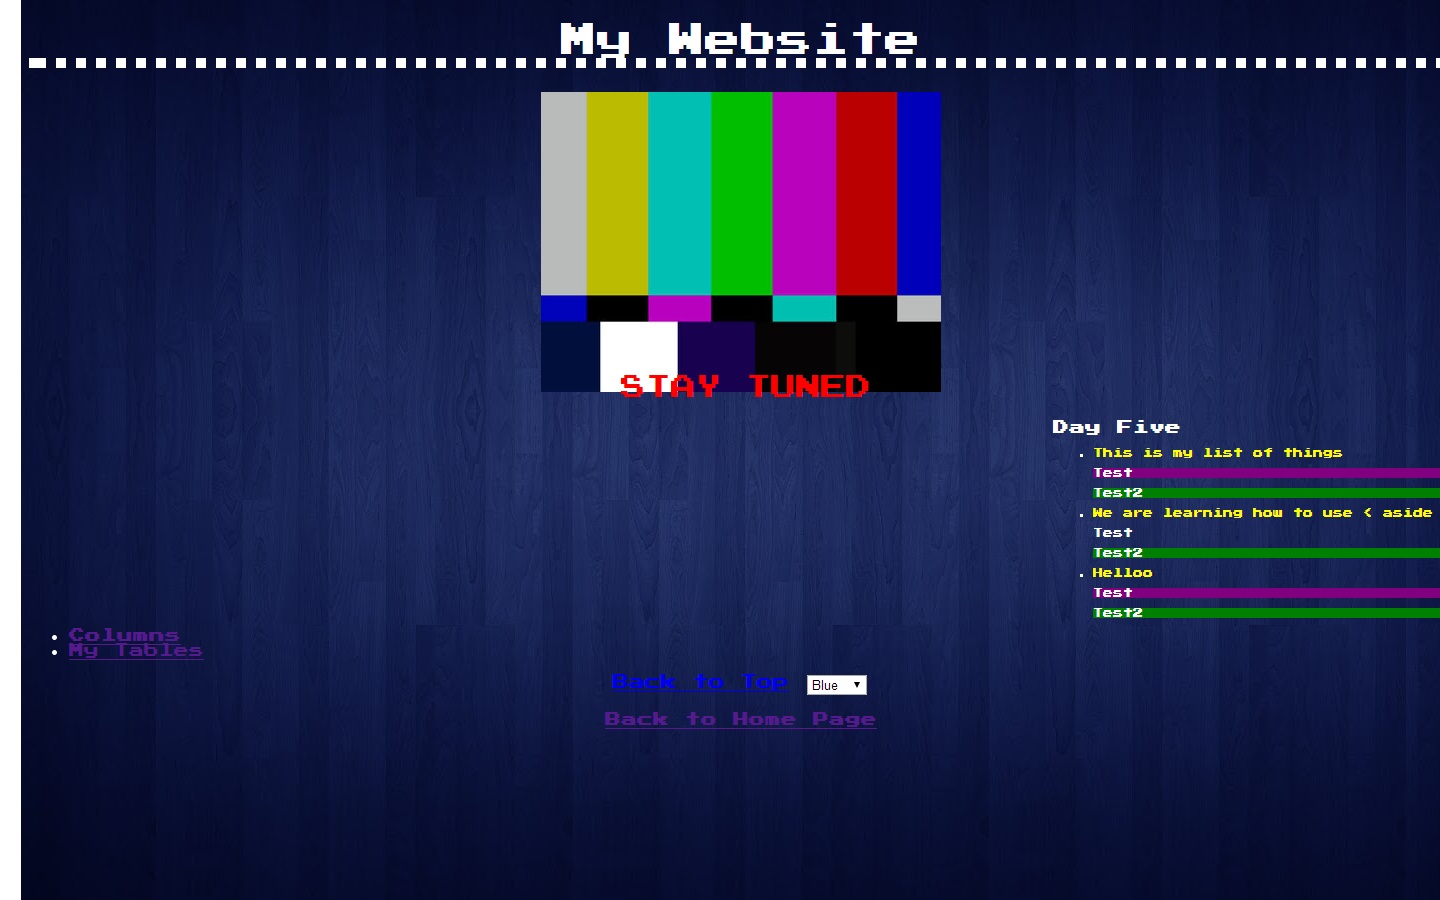 My Website
STAY TUNED
Day Five
This is my list of things
Test
Test2
We are learning how to use < aside
Test
Test2
Helloo
Test
Test2
Columns
My Tables
Back to Top Blue
Back to Home Page